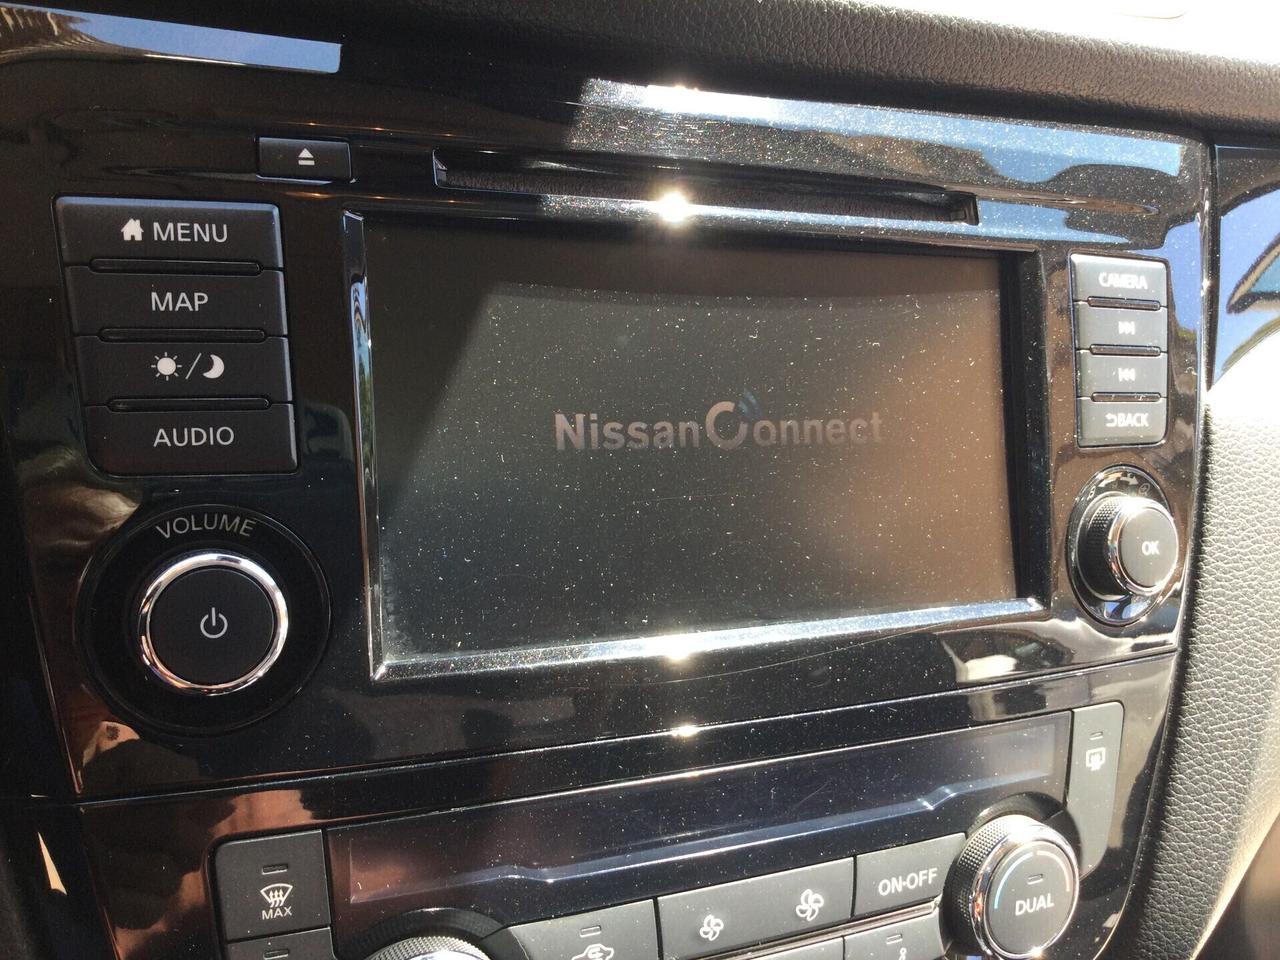 MENU
MAP
AUDIO
VOLUME
NissanConnect
CAMERA
BACK
OK
MAX
ON·OFF
DUAL